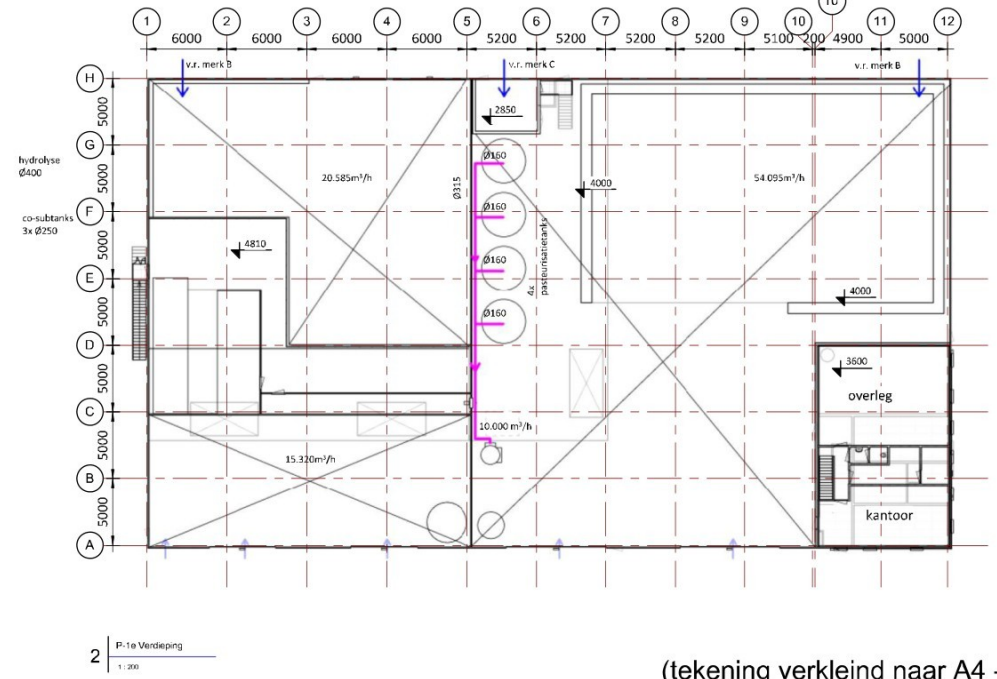 10
1 2 3 4 5 6 7 8 9 10 11 12
6000 6000 6000 6000 5200 5200 5200 5200 5100 200 4900 5000
v.r. merk B v.r. merk C v.r. merk B
H
5000
2850
G
hydrolyse
Ø400
5000
Ø160
20.585m³/h
Ø315
4000
54.095m³/h
co-subtanks
3x Ø250
F
Ø160
5000
4810
4x
pasteurisatietanks
E
Ø160
5000
4000
Ø160
D
5000
3600
overleg
C
10.000 m³/h
5000
15.320m³/h
B
5000
kantoor
A
2
P-1e Verdieping
1 : 200
(tekening verkleind naar A4 -